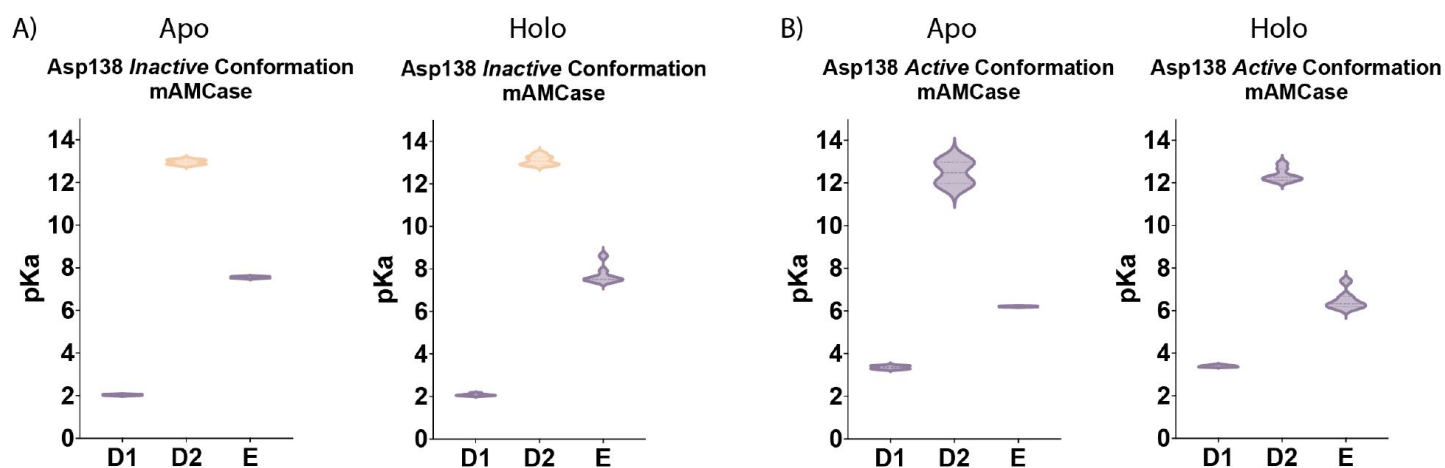 A) Apo Holo B) Apo Holo
Asp138 Inactive Conformation
mAMCase
Asp138 Inactive Conformation
mAMCase
Asp138 Active Conformation
mAMCase
Asp138 Active Conformation
mAMCase
pKa
14
12
10
8
6
4
2
0
D1 D2 E
pKa
14
12
10
8
6
4
2
0
D1 D2 E
pKa
14
12
10
8
6
4
2
0
D1 D2 E
pKa
14
12
10
8
6
4
2
0
D1 D2 E